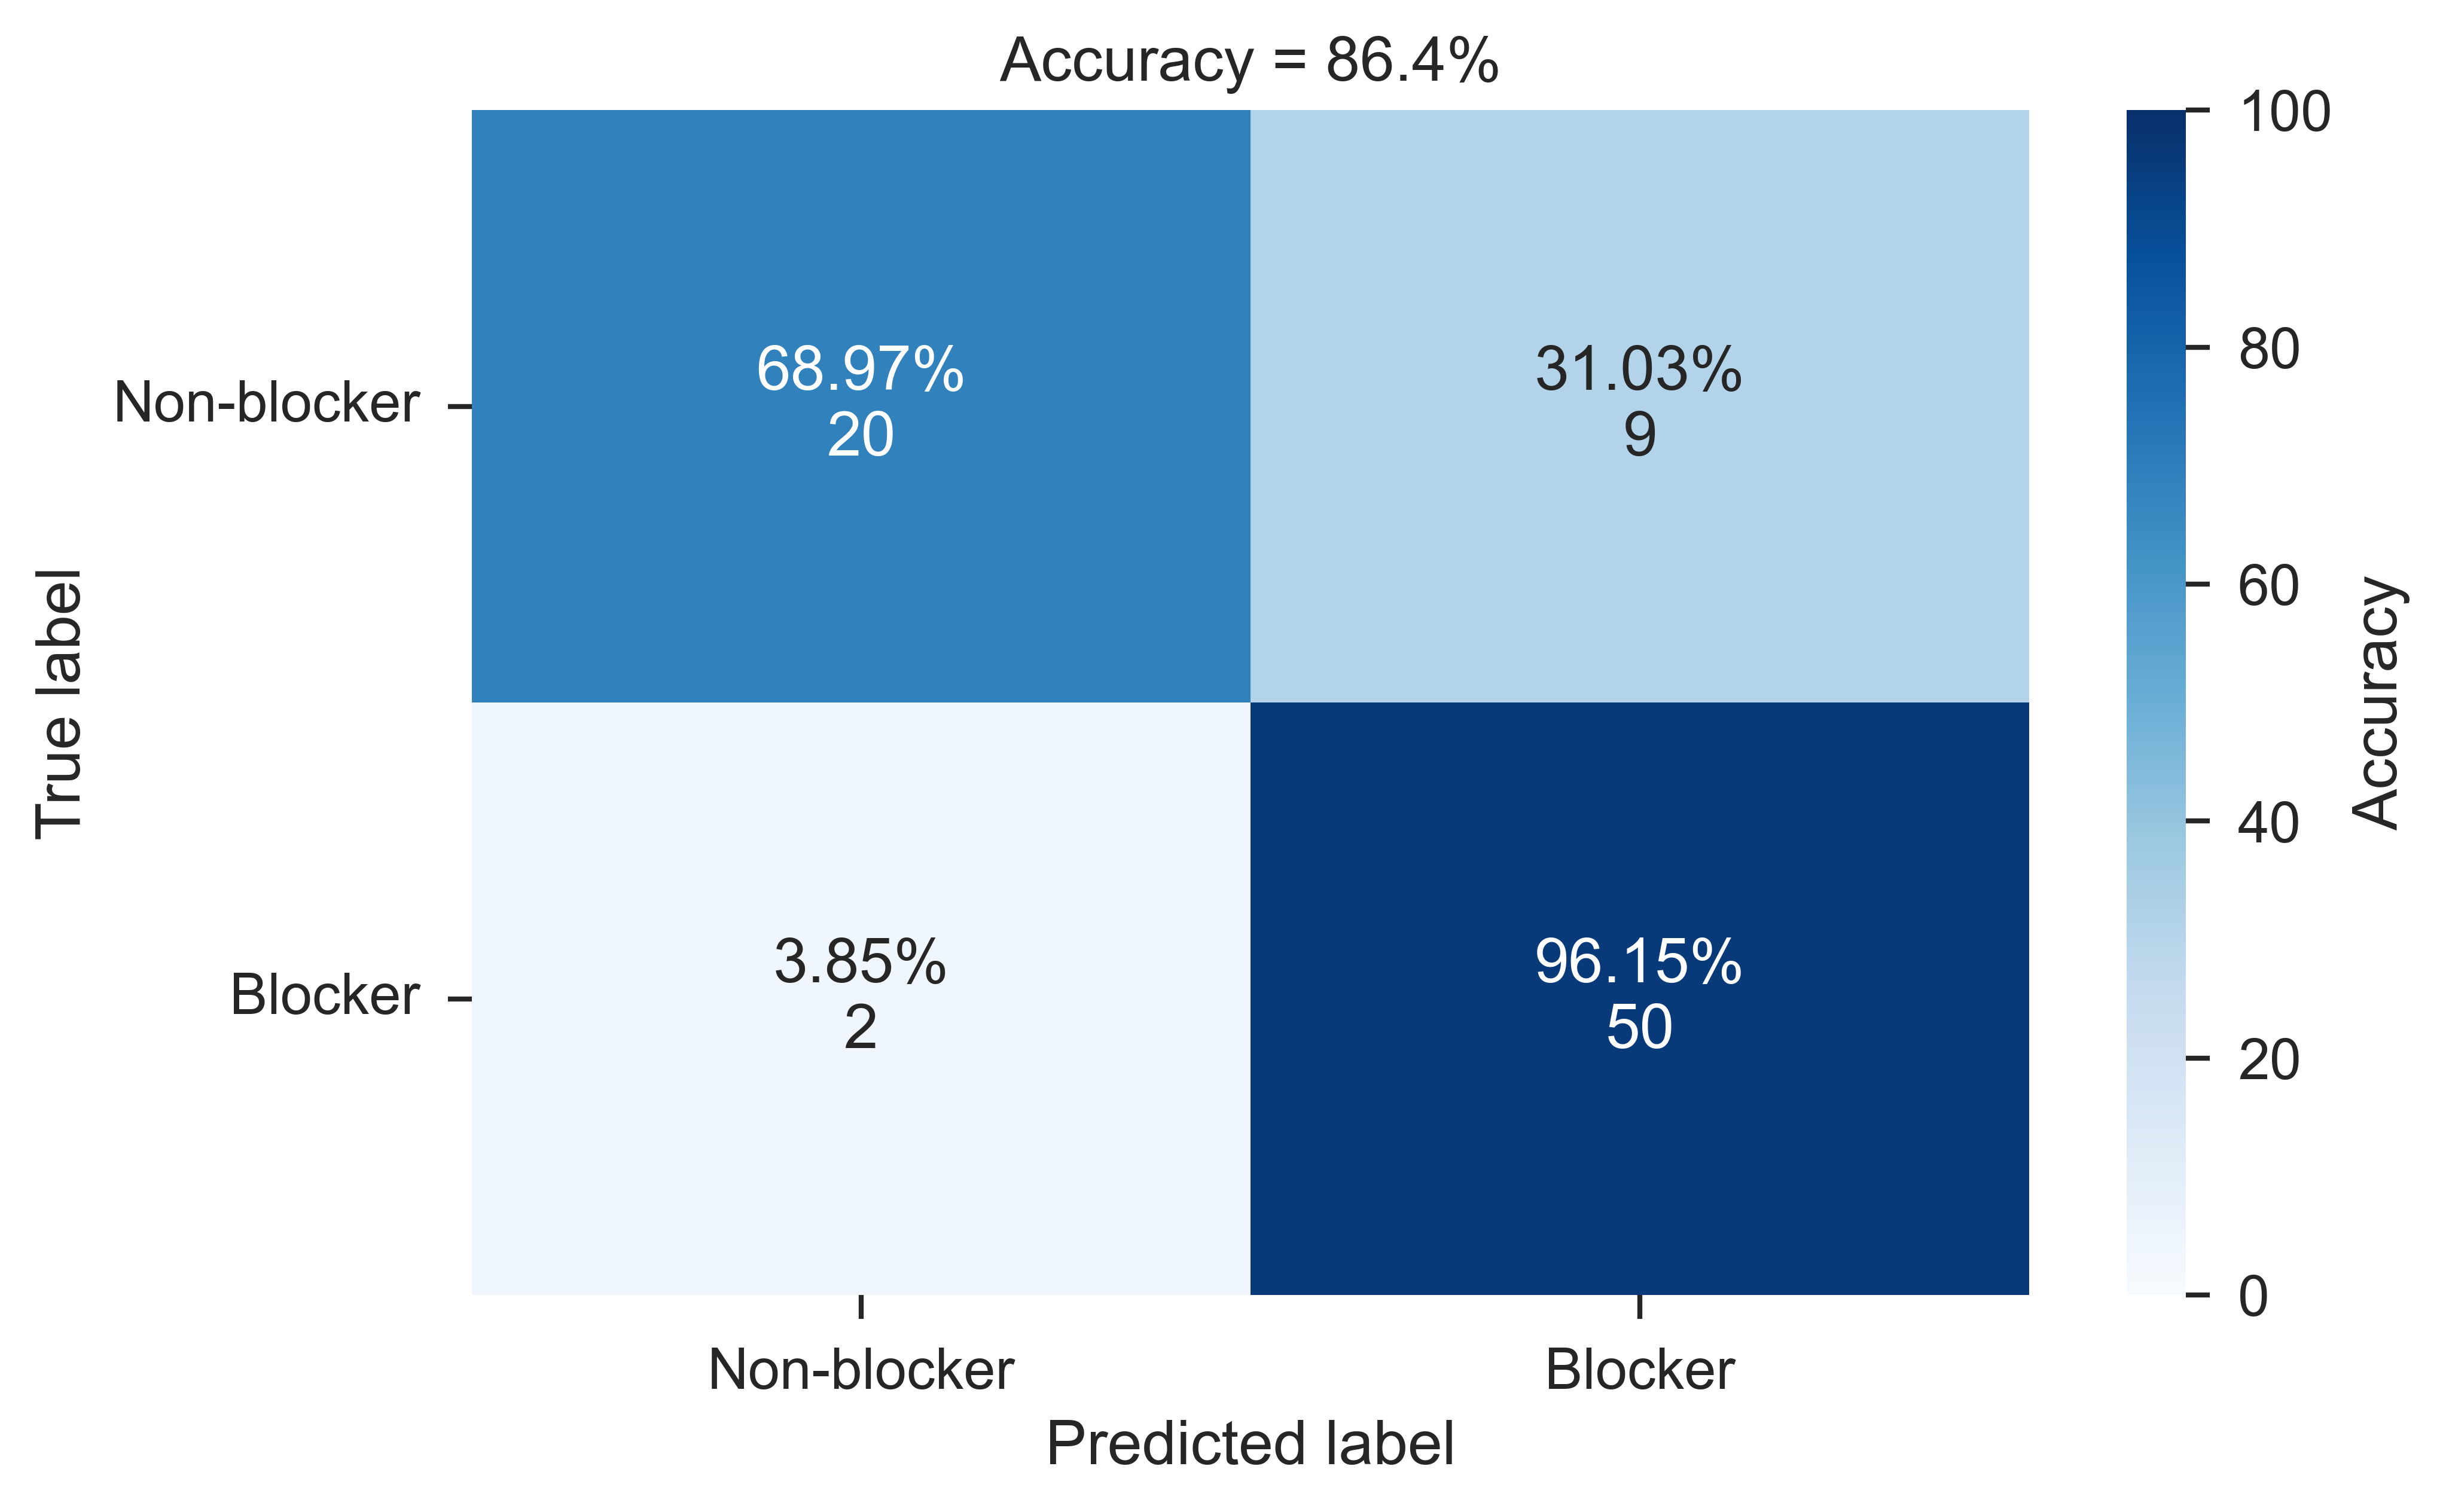 Accuracy = 86.4%
True label
Non-blocker
68.97%
20
31.03%
9
Blocker
3.85%
2
96.15%
50
Non-blocker
Blocker
Predicted label
100
80
60
40
20
0
Accuracy